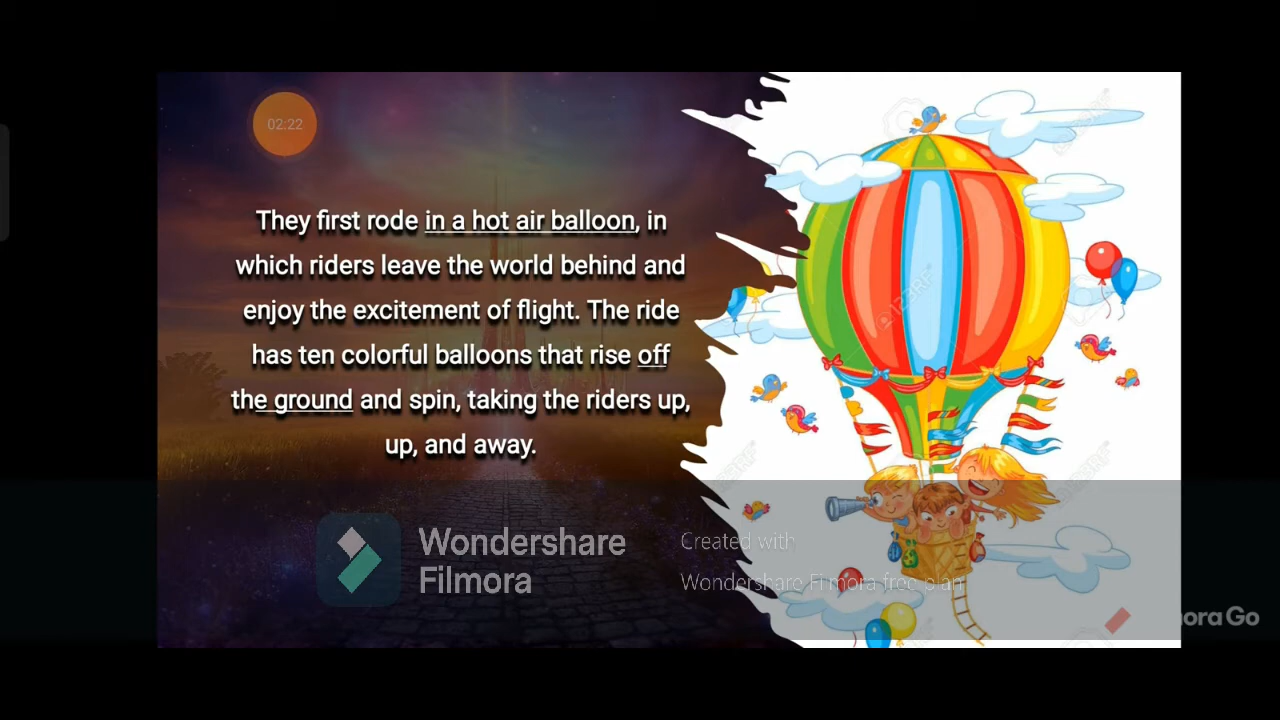 02:22
They first rode in a hot air balloon, in
which riders leave the world behind and
enjoy the excitement of flight. The ride
has ten colorful balloons that rise off
the ground and spin, taking the riders up,
up, and away.
Wondershare
Filmora
Created with
Wondershare Filmora free plan
Go